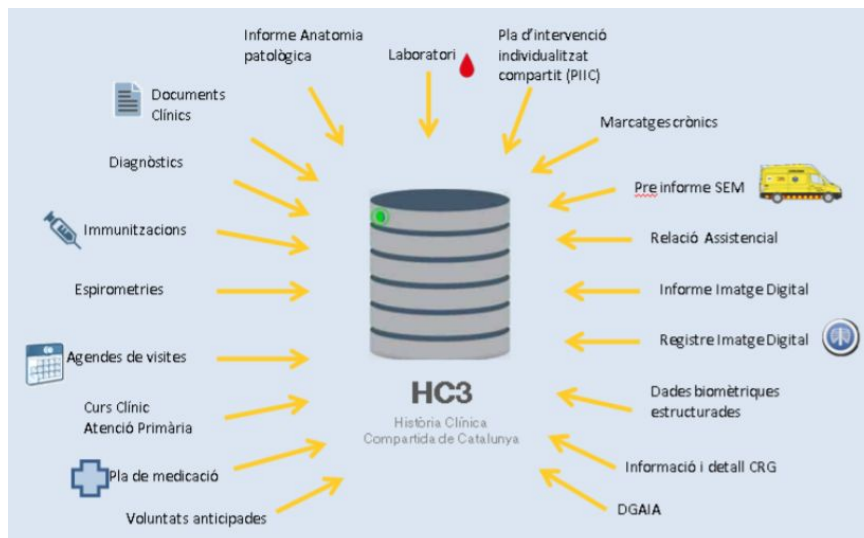 Informe Anatomia
patològica
Laboratori
Pla d'intervenció
individualitzat
compartit (PIIC)
Documents
Clínics
Marcatges crònics
Diagnòstics
Pre informe SEM
Immunitzacions
Relació Assistencial
Espirometries
Informe Imatge Digital
Agendes de visites
Registre Imatge Digital
HC3
Història Clínica
Compartida de Catalunya
Dades biomètriques
estructurades
Curs Clínic
Atenció Primària
Pla de medicació
Informació i detall CRG
Voluntats anticipades
DGAIA